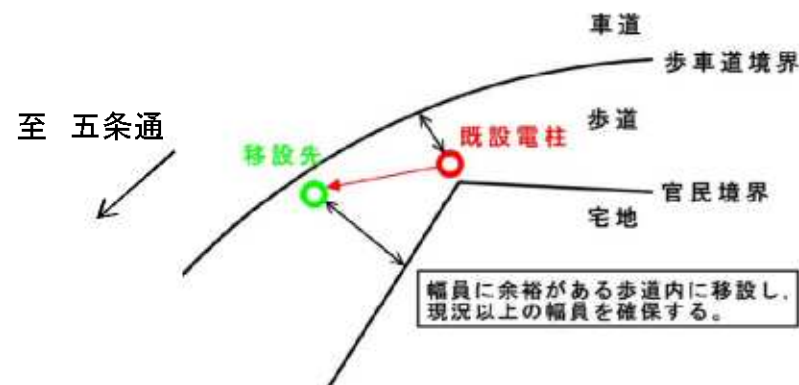 車道
歩車道境界
至 五条通
歩道
既設電柱
移設先
官民境界
宅地
幅員に余裕がある歩道内に移設し、
現況以上の幅員を確保する。